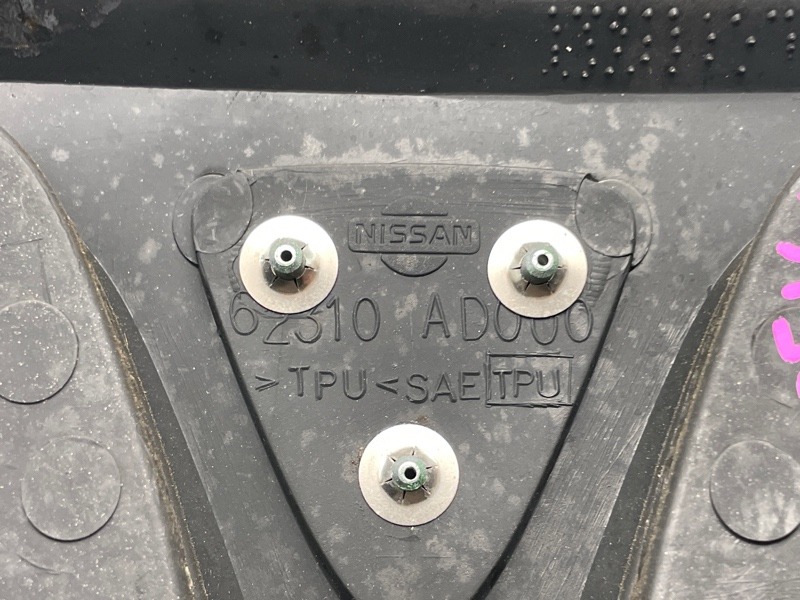 NISSAN
62310 AD000
>TPU< SAE TPU